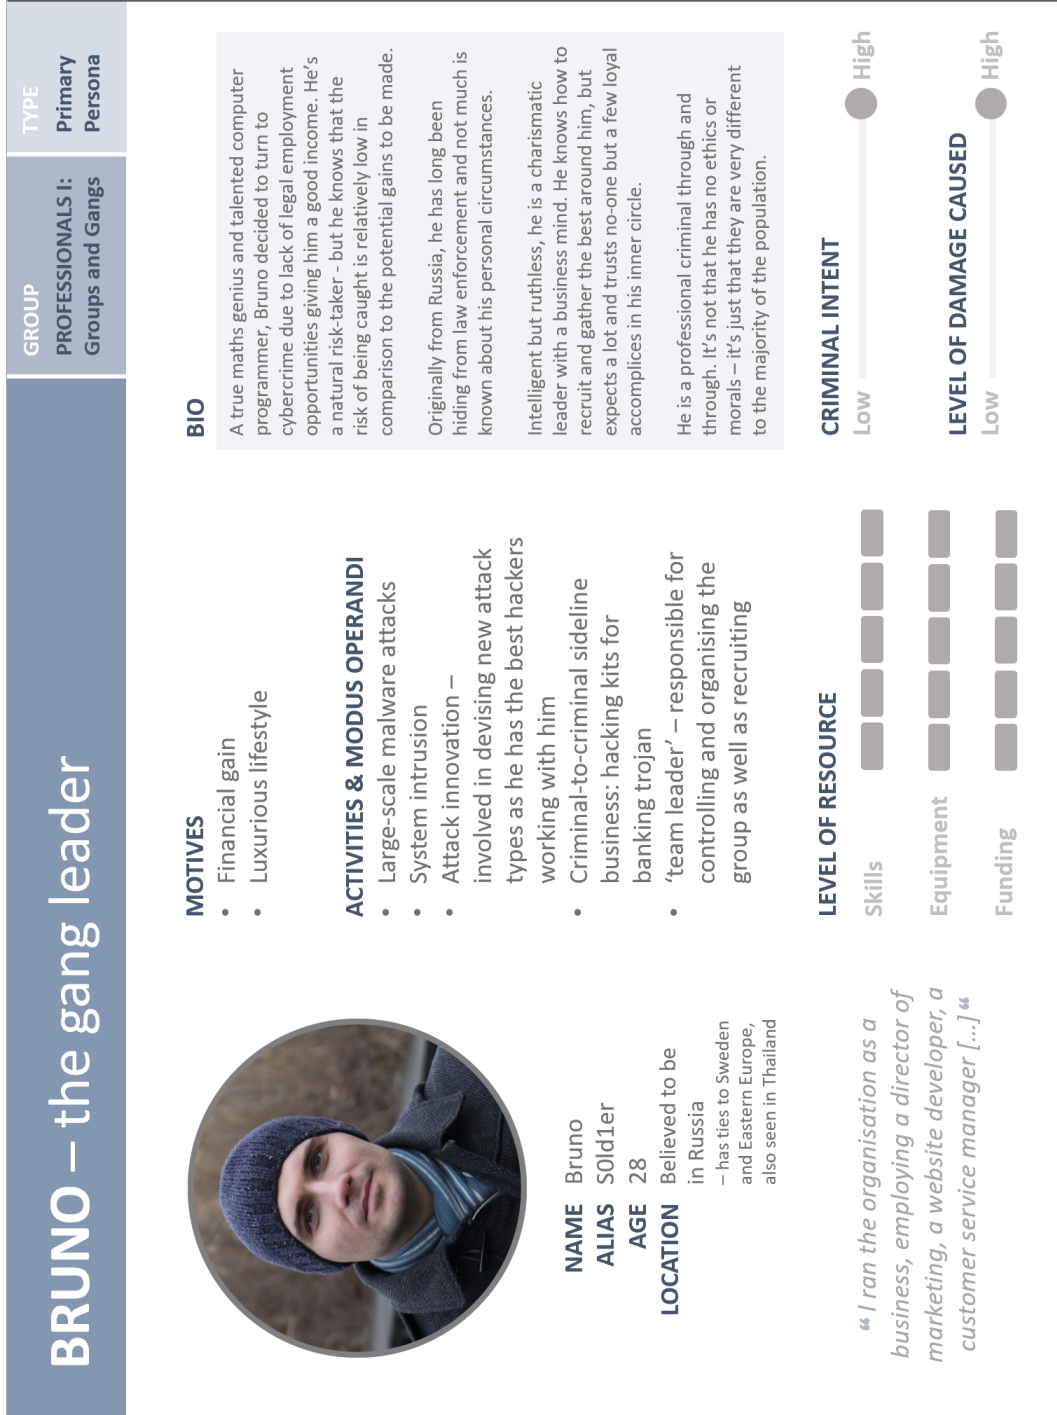 BRUNO – the gang leader
GROUP
PROFESSIONALS I:
Groups and Gangs
TYPE
Primary
Persona
NAME Bruno
ALIAS S0ld1er
AGE 28
LOCATION Believed to be
in Russia
– has ties to Sweden
and Eastern Europe,
also seen in Thailand
❝ I ran the organisation as a
business, employing a director of
marketing, a website developer, a
customer service manager [...] ❝
MOTIVES
• Financial gain
• Luxurious lifestyle
ACTIVITIES & MODUS OPERANDI
• Large-scale malware attacks
• System intrusion
• Attack innovation –
involved in devising new attack
types as he has the best hackers
working with him
• Criminal-to-criminal sideline
business: hacking kits for
banking trojan
• ‘team leader’ – responsible for
controlling and organising the
group as well as recruiting
LEVEL OF RESOURCE
Skills
Equipment
Funding
BIO
A true maths genius and talented computer
programmer, Bruno decided to turn to
cybercrime due to lack of legal employment
opportunities giving him a good income. He’s
a natural risk-taker - but he knows that the
risk of being caught is relatively low in
comparison to the potential gains to be made.
Originally from Russia, he has long been
hiding from law enforcement and not much is
known about his personal circumstances.
Intelligent but ruthless, he is a charismatic
leader with a business mind. He knows how to
recruit and gather the best around him, but
expects a lot and trusts no-one but a few loyal
accomplices in his inner circle.
He is a professional criminal through and
through. It’s not that he has no ethics or
morals – it’s just that they are very different
to the majority of the population.
CRIMINAL INTENT
Low High
LEVEL OF DAMAGE CAUSED
Low High